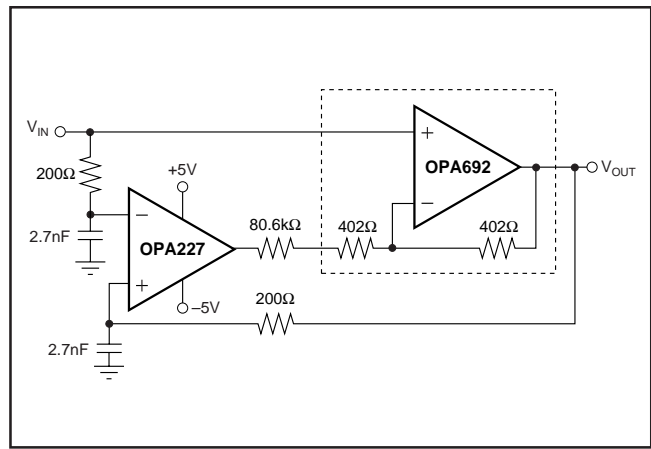 V_IN
+5V
200Ω
2.7nF
−
+
OPA227
−5V
80.6kΩ
402Ω
+
−
OPA692
402Ω
V_OUT
200Ω
2.7nF